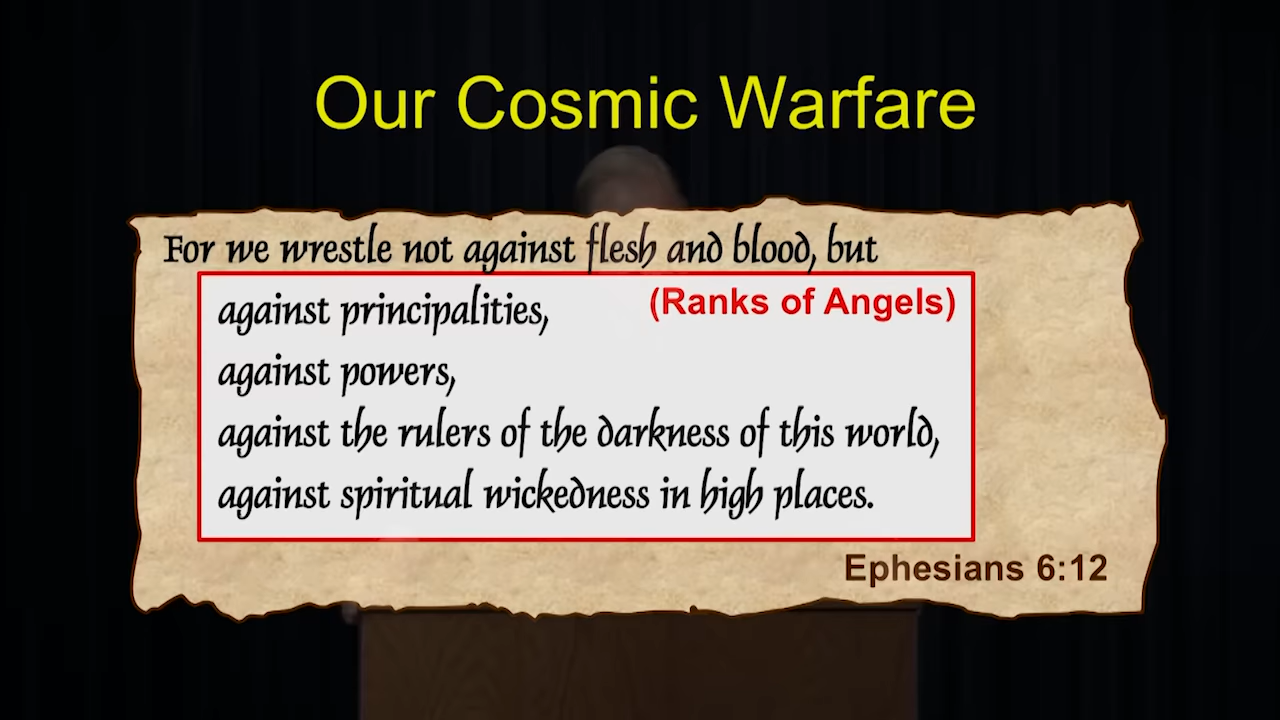 Our Cosmic Warfare
For we wrestle not against flesh and blood, but
against principalities,
(Ranks of Angels)
against powers,
against the rulers of the darkness of this world,
against spiritual wickedness in high places.
Ephesians 6:12